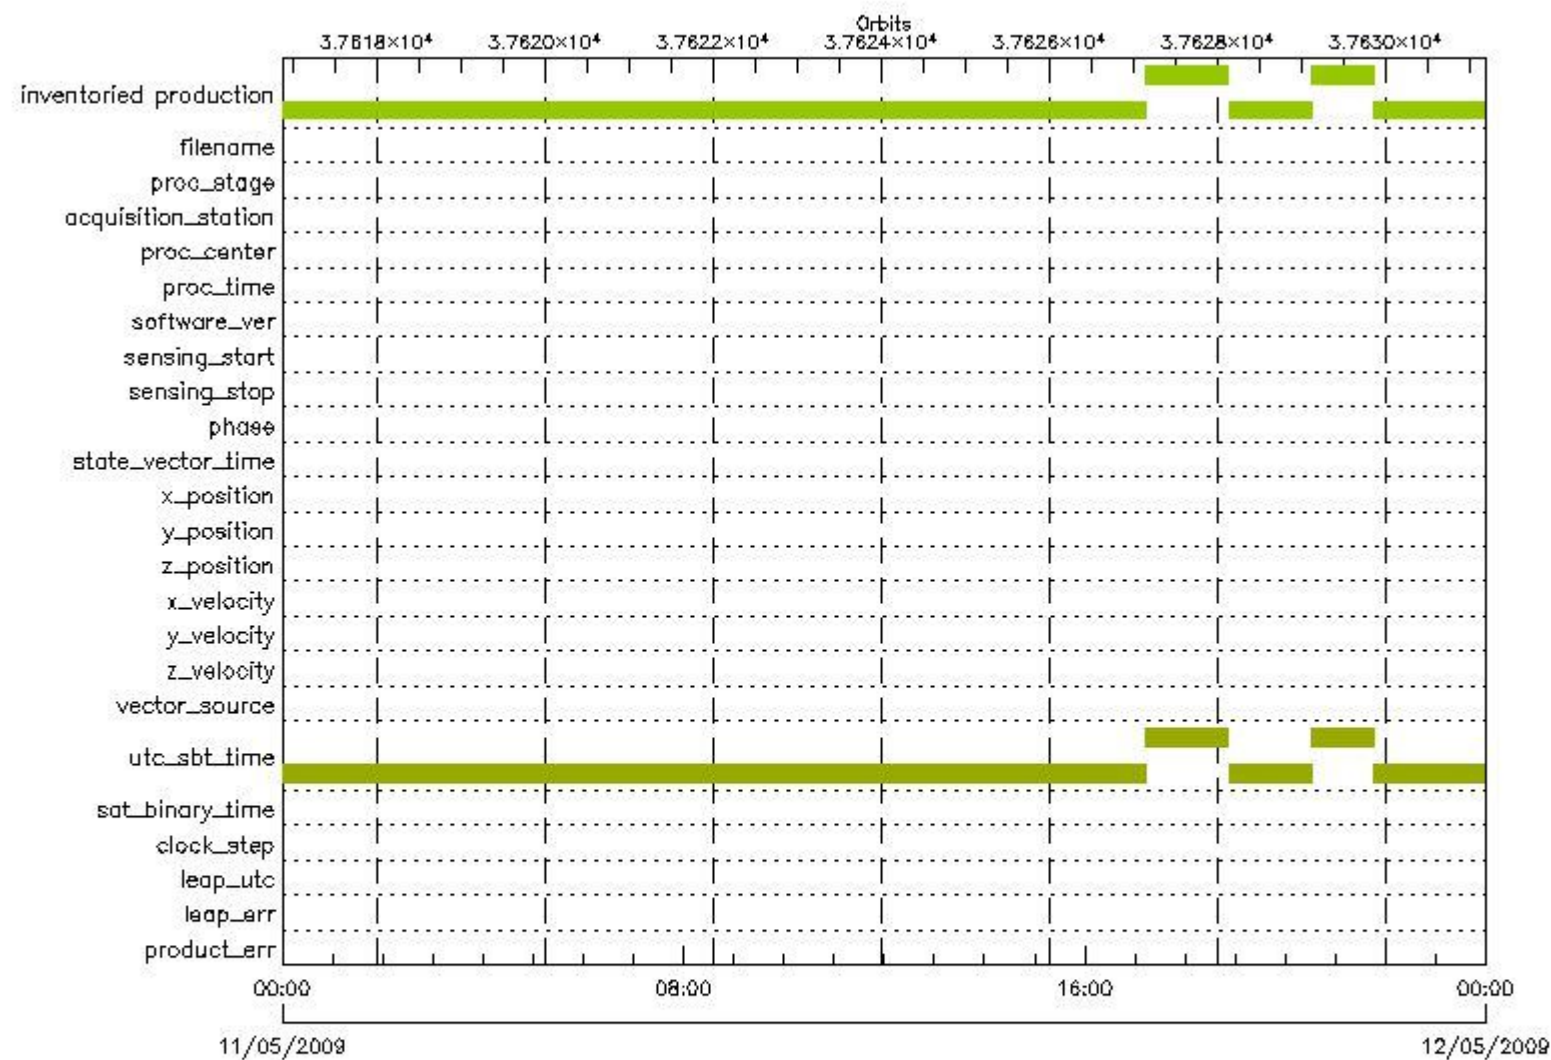 Orbits
3.7618×10⁴ 3.7620×10⁴ 3.7622×10⁴ 3.7624×10⁴ 3.7626×10⁴ 3.7628×10⁴ 3.7630×10⁴
inventoried production
filename
proc_stage
acquisition_station
proc_center
proc_time
software_ver
sensing_start
sensing_stop
phase
state_vector_time
x_position
y_position
z_position
x_velocity
y_velocity
z_velocity
vector_source
utc_sbt_time
sat_binary_time
clock_step
leap_utc
leap_err
product_err
00:00 08:00 16:00 00:00
11/05/2009 12/05/2009